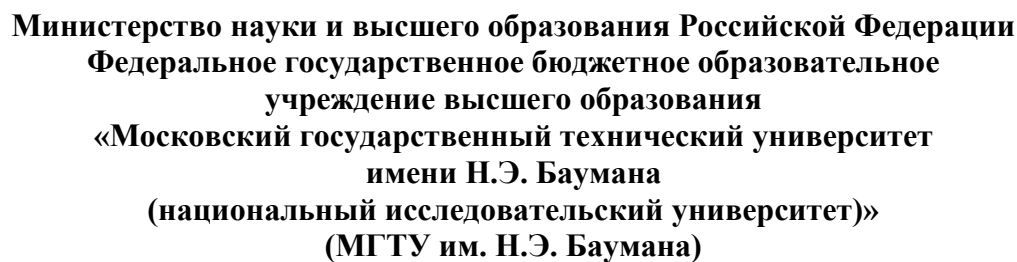 Министерство науки и высшего образования Российской Федерации
Федеральное государственное бюджетное образовательное
учреждение высшего образования
«Московский государственный технический университет
имени Н.Э. Баумана
(национальный исследовательский университет)»
(МГТУ им. Н.Э. Баумана)